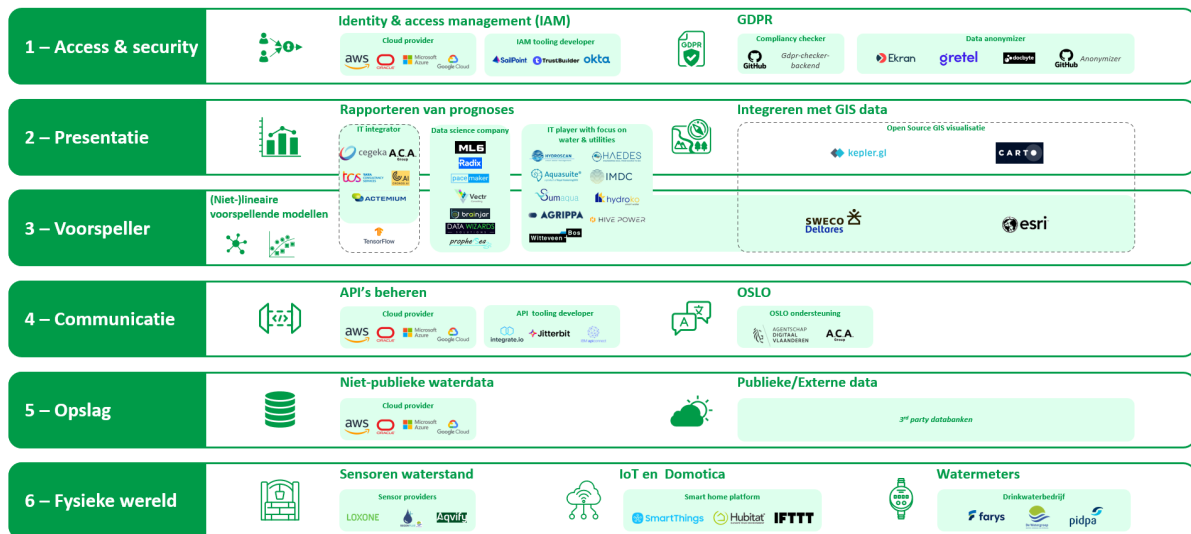 1 – Access & security
Identity & access management (IAM)
Cloud provider
aws
ORACLE
Microsoft Azure
Google Cloud
IAM tooling developer
SailPoint
TrustBuilder
okta
GDPR
GDPR
Compliancy checker
GitHub
Gdpr-checker-backend
Data anonymizer
Ekran
gretel
docbyte
GitHub
Anonymizer
2 – Presentatie
Rapporteren van prognoses
IT integrator
cegeka
A.C.A.
Group
tcs
TATA CONSULTANCY SERVICES
ACTEMIUM
TensorFlow
Data science company
ML6
Radix
pacemaker
Vectr
brainjar
DATA WIZARDS
SOLUTIONS
IT player with focus on water & utilities
HYDROSCAN
HAEDES
Aquasuite®
IMDC
Sumaqua
hydroko
AGRIPPA
HIVE POWER
Witteveen
Bos
Integreren met GIS data
Open Source GIS visualisatie
kepler.gl
CARTO
3 – Voorspeller
(Niet-)lineaire
voorspellende modellen
SWECO
Deltares
esri
4 – Communicatie
</>
API's beheren
Cloud provider
aws
ORACLE
Microsoft Azure
Google Cloud
API tooling developer
integrate.io
Jitterbit
A
文
OSLO
OSLO ondersteuning
AGENTSCHAP
DIGITAAL
VLAANDEREN
A.C.A.
Group
5 – Opslag
Niet-publieke waterdata
Cloud provider
aws
ORACLE
Microsoft Azure
Google Cloud
Publieke/Externe data
3rd party databanken
6 – Fysieke wereld
Sensoren waterstand
Sensor providers
LOXONE
Aqvify
IoT en Domotica
Smart home platform
SmartThings
Hubitat
IFTTT
Watermeters
Drinkwaterbedrijf
farys
pidpa